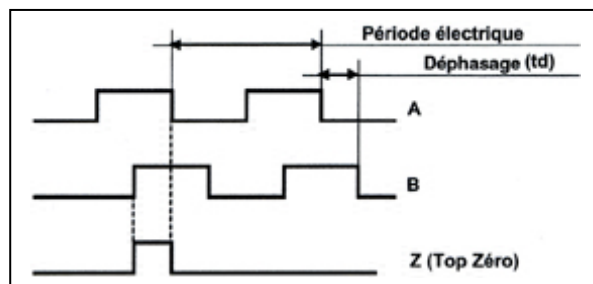 Période électrique
Déphasage (td)
A
B
Z (Top Zéro)